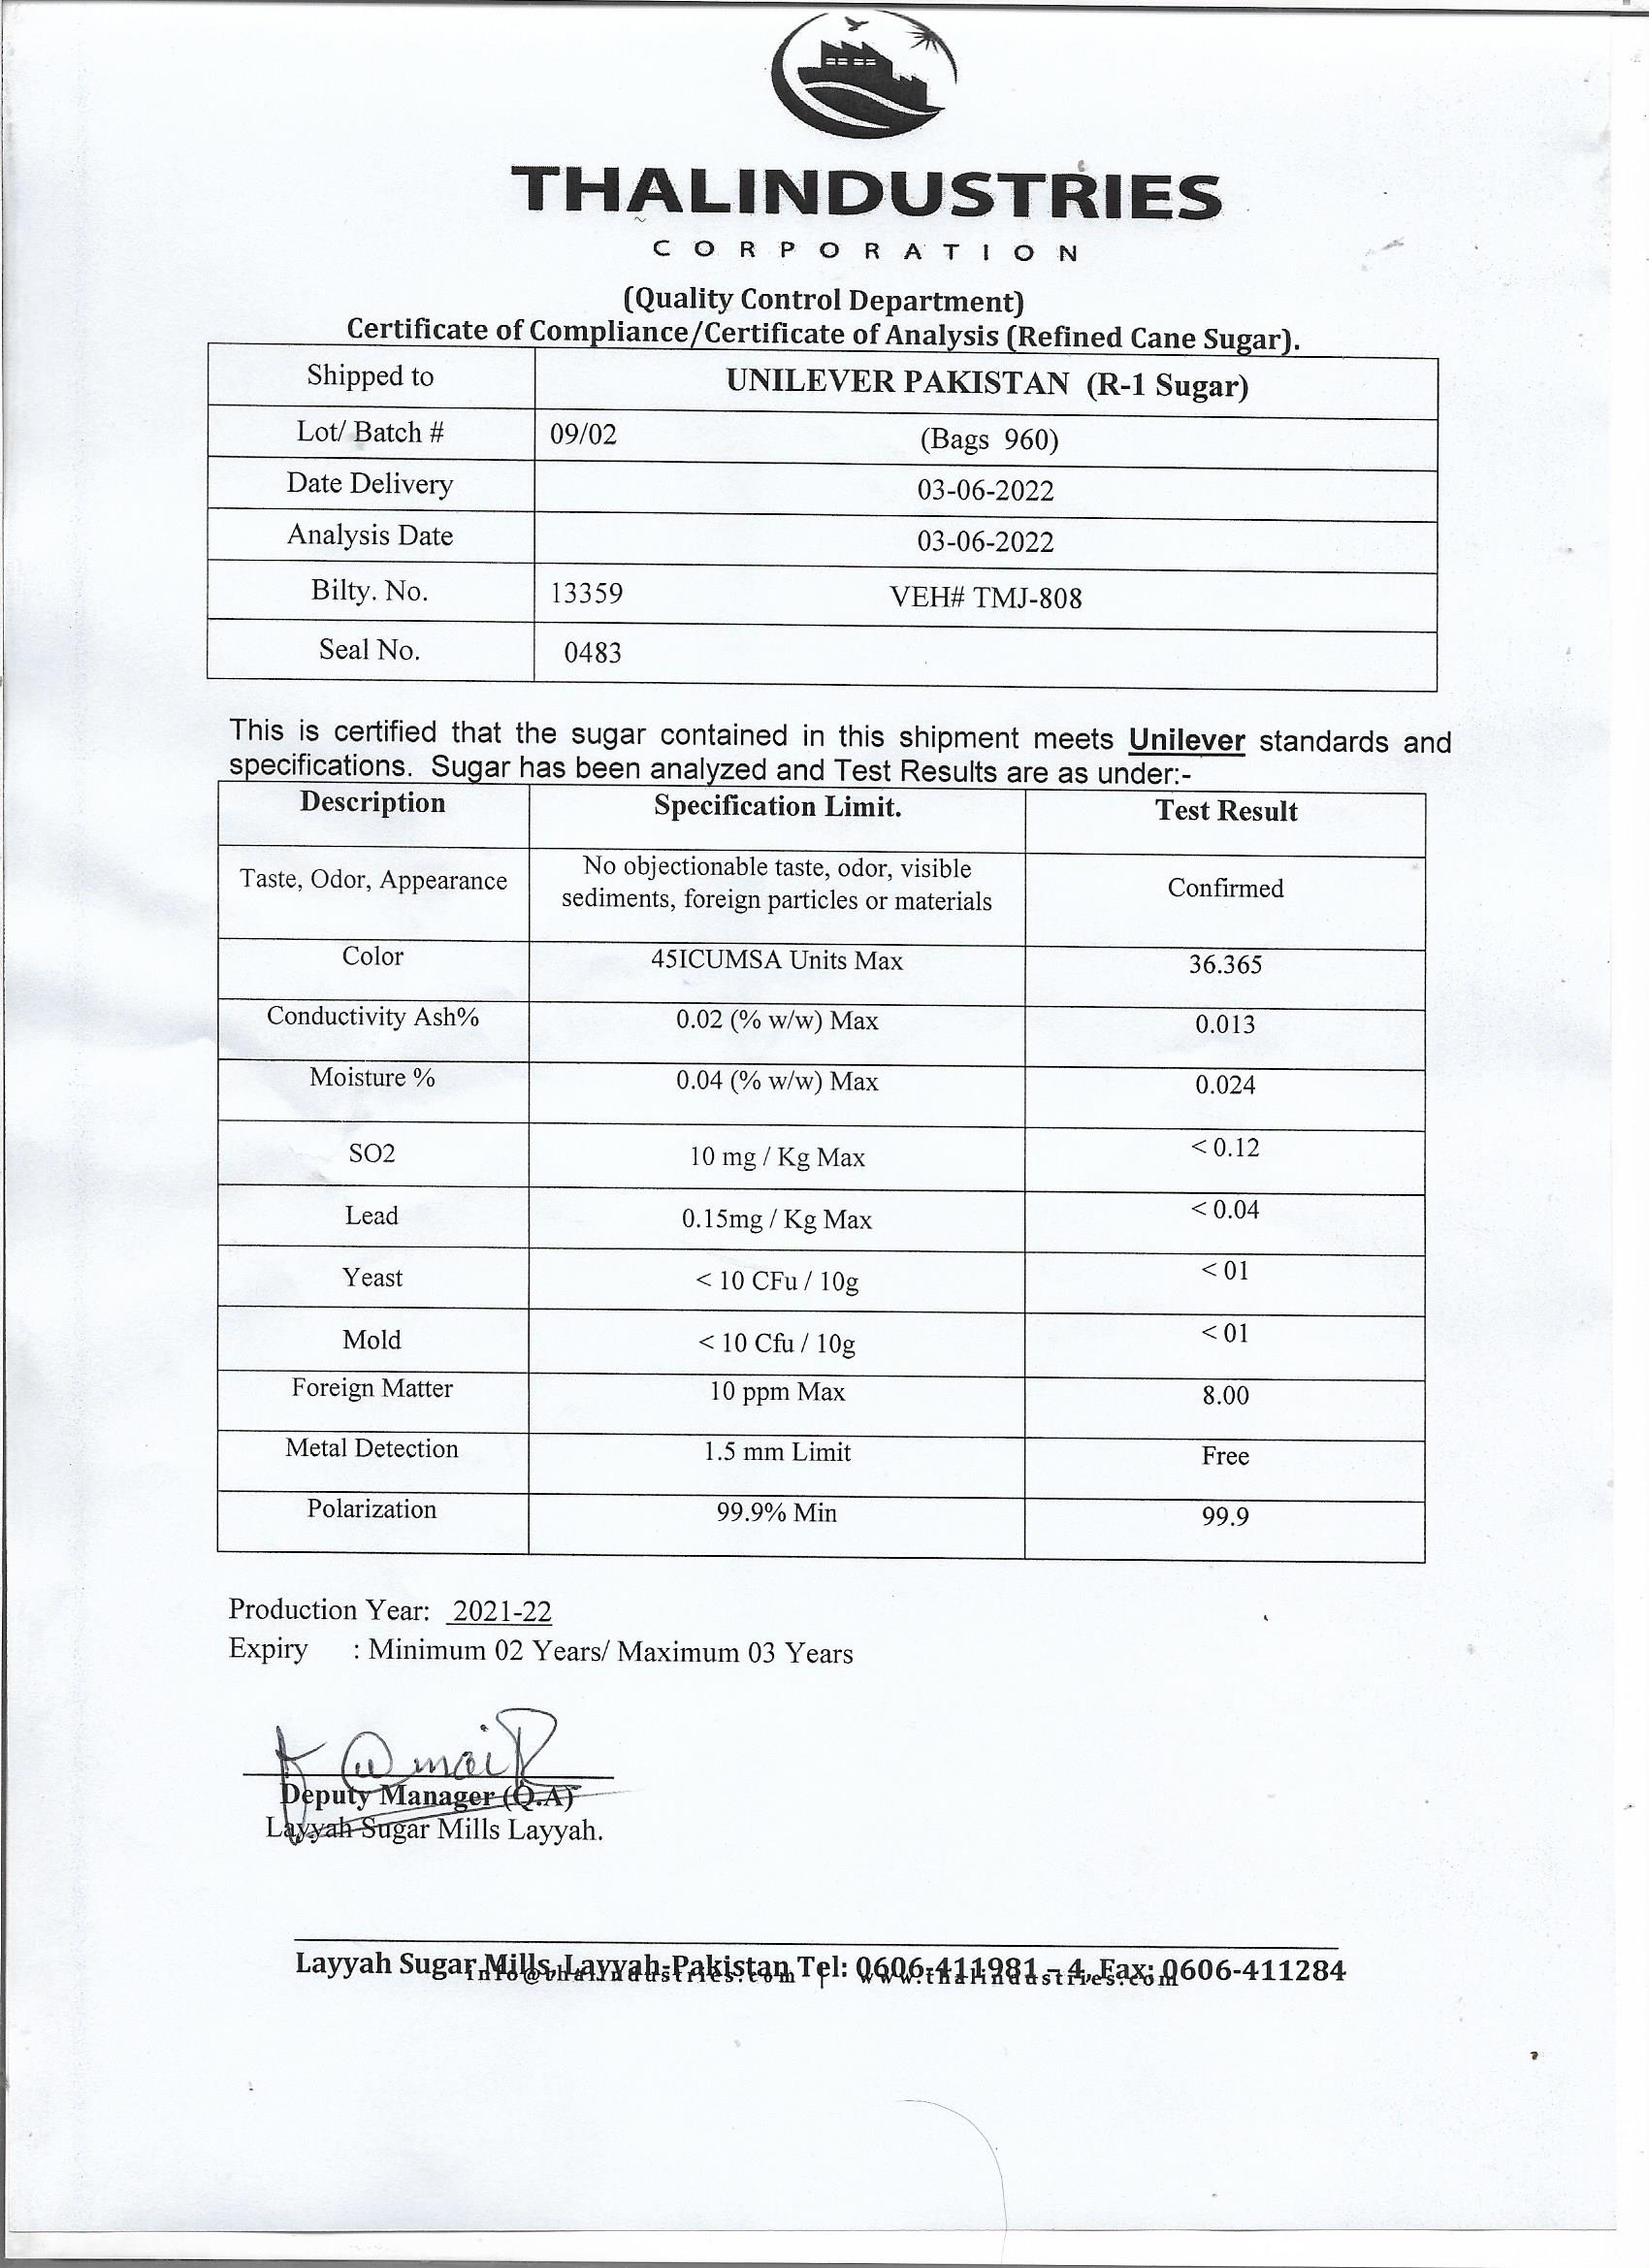 THALINDUSTRIES
CORPORATION
(Quality Control Department)
Certificate of Compliance/Certificate of Analysis (Refined Cane Sugar).
Shipped to UNILEVER PAKISTAN (R-1 Sugar)
Lot/ Batch # 09/02 (Bags 960)
Date Delivery 03-06-2022
Analysis Date 03-06-2022
Bilty. No. 13359 VEH# TMJ-808
Seal No. 0483
This is certified that the sugar contained in this shipment meets Unilever standards and
specifications. Sugar has been analyzed and Test Results are as under:-
Description Specification Limit. Test Result
Taste, Odor, Appearance No objectionable taste, odor, visible
sediments, foreign particles or materials Confirmed
Color 45ICUMSA Units Max 36.365
Conductivity Ash% 0.02 (% w/w) Max 0.013
Moisture % 0.04 (% w/w) Max 0.024
SO2 10 mg / Kg Max < 0.12
Lead 0.15mg / Kg Max < 0.04
Yeast < 10 CFu / 10g < 01
Mold < 10 Cfu / 10g < 01
Foreign Matter 10 ppm Max 8.00
Metal Detection 1.5 mm Limit Free
Polarization 99.9% Min 99.9
Production Year: 2021-22
Expiry : Minimum 02 Years/ Maximum 03 Years
Deputy Manager (Q.A)
Layyah Sugar Mills Layyah.
Layyah Sugar Mills, Layyah-Pakistan Tel: 0606-411981 – 4, Fax: 0606-411284
info@thalindustries.com | www.thalindustries.com